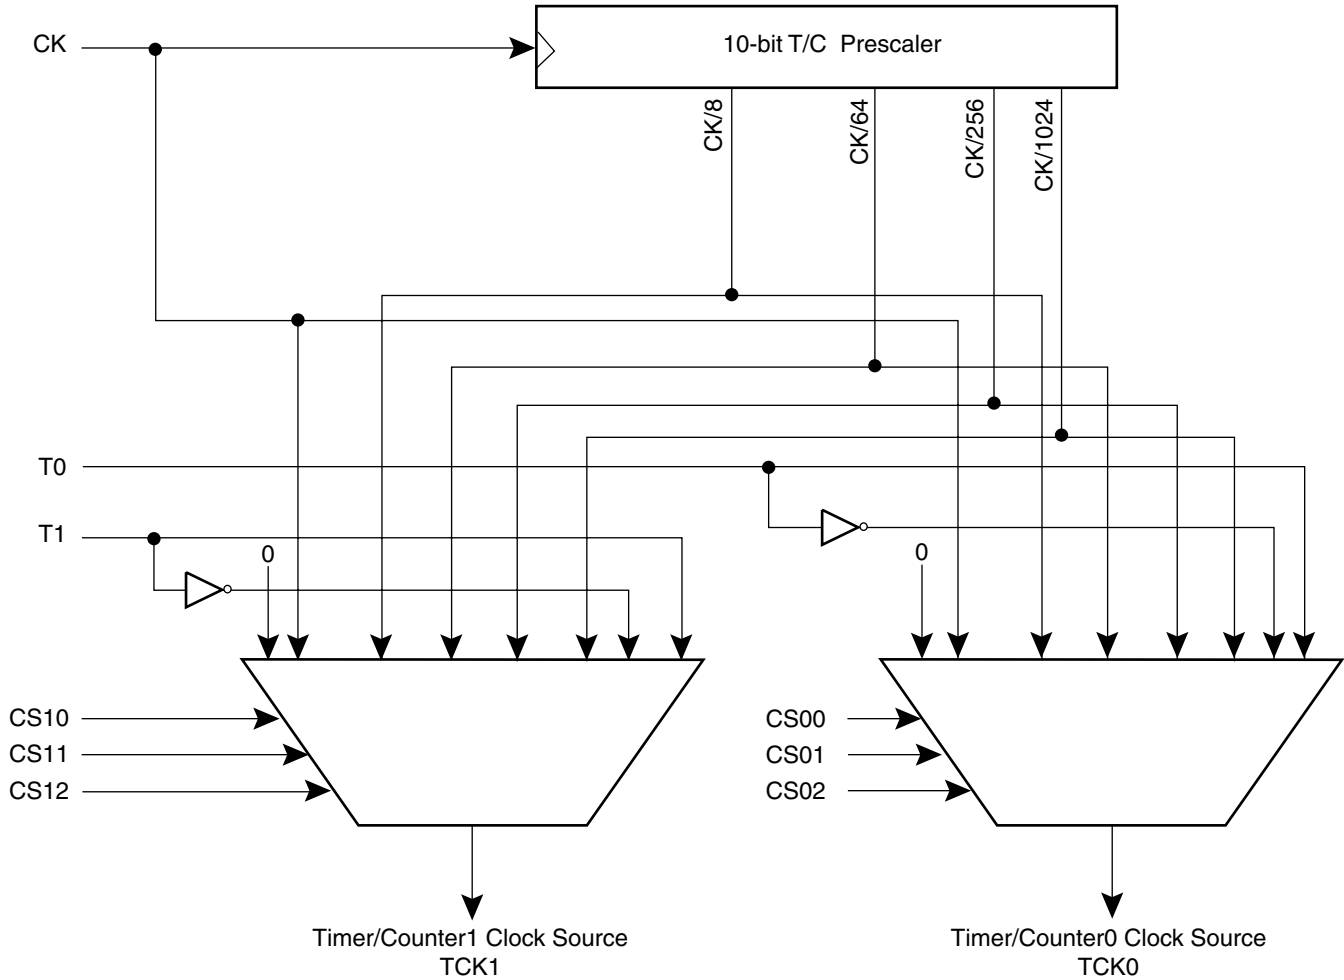 CK
10-bit T/C Prescaler
CK/8
CK/64
CK/256
CK/1024
T0
T1
0
0
CS10
CS11
CS12
CS00
CS01
CS02
Timer/Counter1 Clock Source
TCK1
Timer/Counter0 Clock Source
TCK0